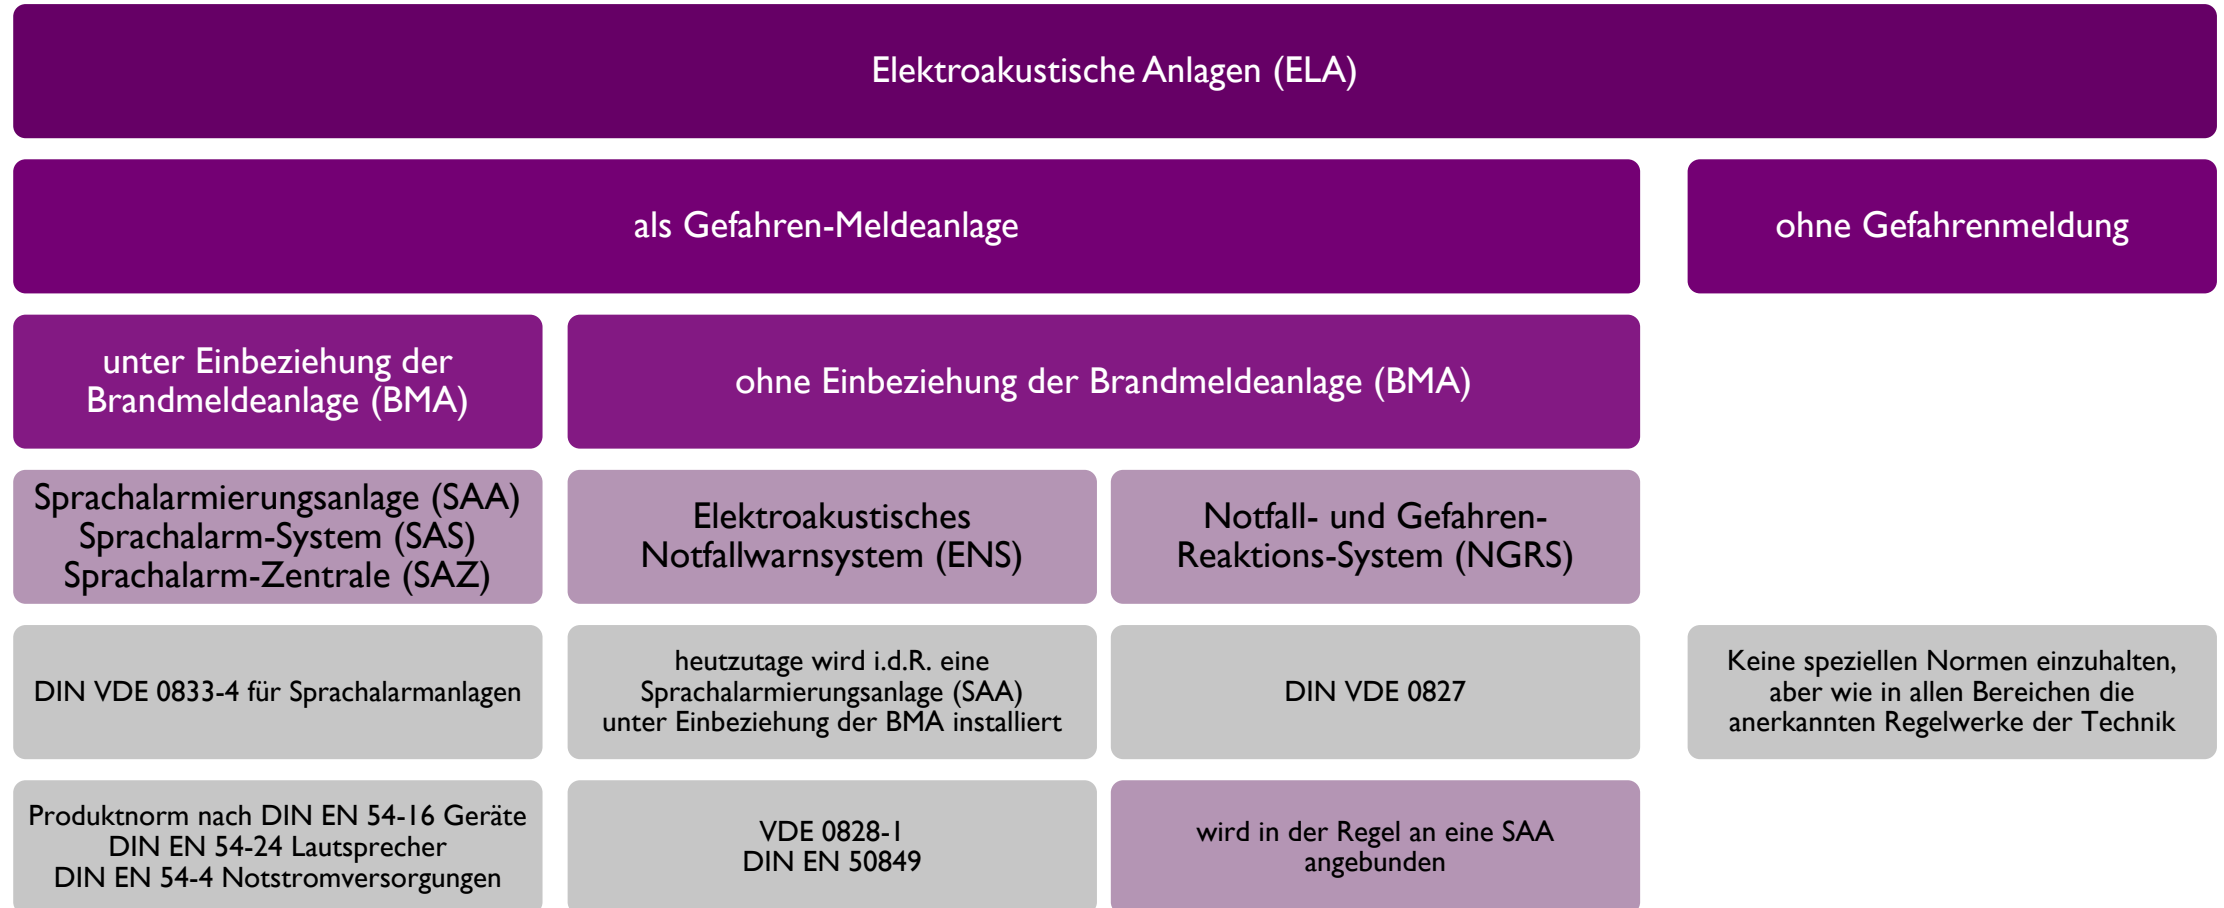 Elektroakustische Anlagen (ELA)
als Gefahren-Meldeanlage
ohne Gefahrenmeldung
unter Einbeziehung der
Brandmeldeanlage (BMA)
ohne Einbeziehung der Brandmeldeanlage (BMA)
Sprachalarmierungsanlage (SAA)
Sprachalarm-System (SAS)
Sprachalarm-Zentrale (SAZ)
Elektroakustisches
Notfallwarnsystem (ENS)
Notfall- und Gefahren-
Reaktions-System (NGRS)
DIN VDE 0833-4 für Sprachalarmanlagen
heutzutage wird i.d.R. eine
Sprachalarmierungsanlage (SAA)
unter Einbeziehung der BMA installiert
DIN VDE 0827
Keine speziellen Normen einzuhalten,
aber wie in allen Bereichen die
anerkannten Regelwerke der Technik
Produktnorm nach DIN EN 54-16 Geräte
DIN EN 54-24 Lautsprecher
DIN EN 54-4 Notstromversorgungen
VDE 0828-1
DIN EN 50849
wird in der Regel an eine SAA
angebunden